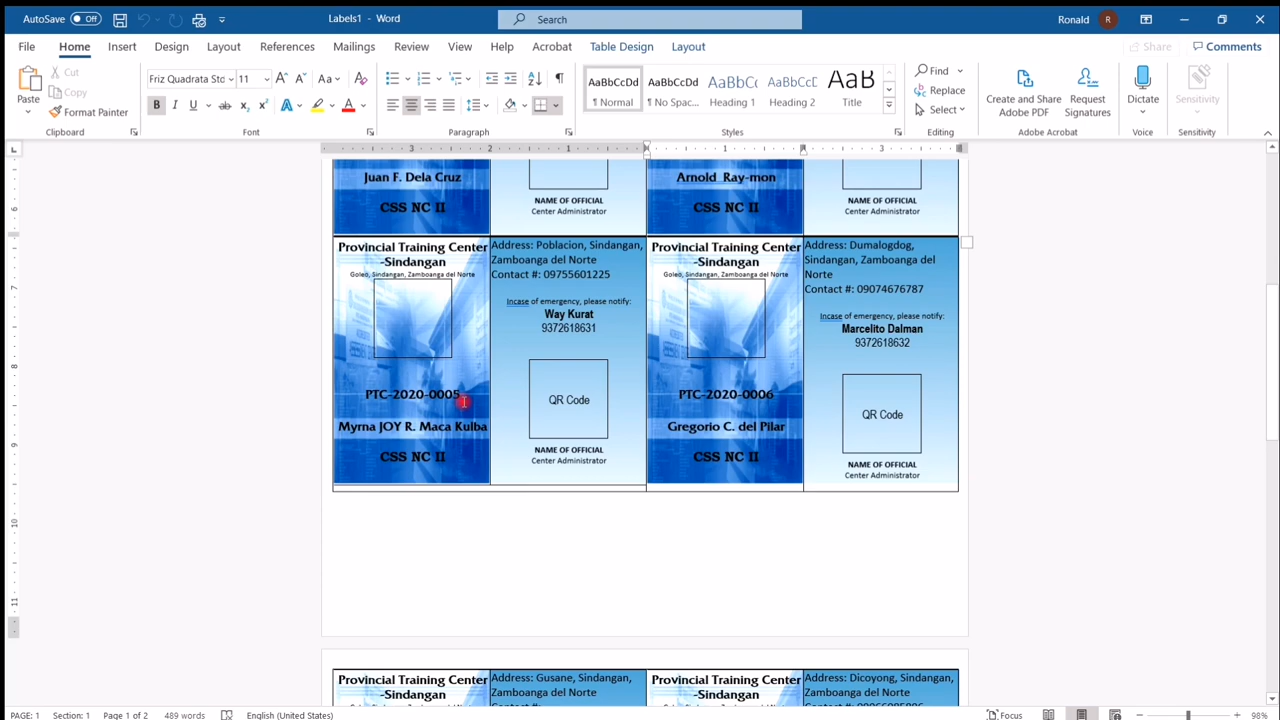 AutoSave Off
Labels1 - Word
Search
Ronald R
File Home Insert Design Layout References Mailings Review View Help Acrobat Table Design Layout
Share Comments
Paste
Cut
Copy
Format Painter
Clipboard
Friz Quadrata Std 11
Font
Paragraph
AaBbCcDd AaBbCcDd AaBbCc AaBbCcD AaB
¶ Normal ¶ No Spac... Heading 1 Heading 2 Title
Styles
Find
Replace
Select
Editing
Create and Share
Adobe PDF
Request
Signatures
Adobe Acrobat
Dictate
Voice
Sensitivity
Sensitivity
Juan F. Dela Cruz
CSS NC II
NAME OF OFFICIAL
Center Administrator
Arnold Ray-mon
CSS NC II
NAME OF OFFICIAL
Center Administrator
Provincial Training Center
-Sindangan
Goleo, Sindangan, Zamboanga del Norte
PTC-2020-0005
Myrna JOY R. Maca Kulba
CSS NC II
Address: Poblacion, Sindangan,
Zamboanga del Norte
Contact #: 09755601225
Incase of emergency, please notify:
Way Kurat
9372618631
QR Code
NAME OF OFFICIAL
Center Administrator
Provincial Training Center
-Sindangan
Goleo, Sindangan, Zamboanga del Norte
PTC-2020-0006
Gregorio C. del Pilar
CSS NC II
Address: Dumalogdog,
Sindangan, Zamboanga del
Norte
Contact #: 09074676787
Incase of emergency, please notify:
Marcelito Dalman
9372618632
QR Code
NAME OF OFFICIAL
Center Administrator
Provincial Training Center
-Sindangan
Address: Gusane, Sindangan,
Zamboanga del Norte
Provincial Training Center
-Sindangan
Address: Dicoyong, Sindangan,
Zamboanga del Norte
PAGE: 1 Section: 1 Page 1 of 2 489 words English (United States)
Focus
98%